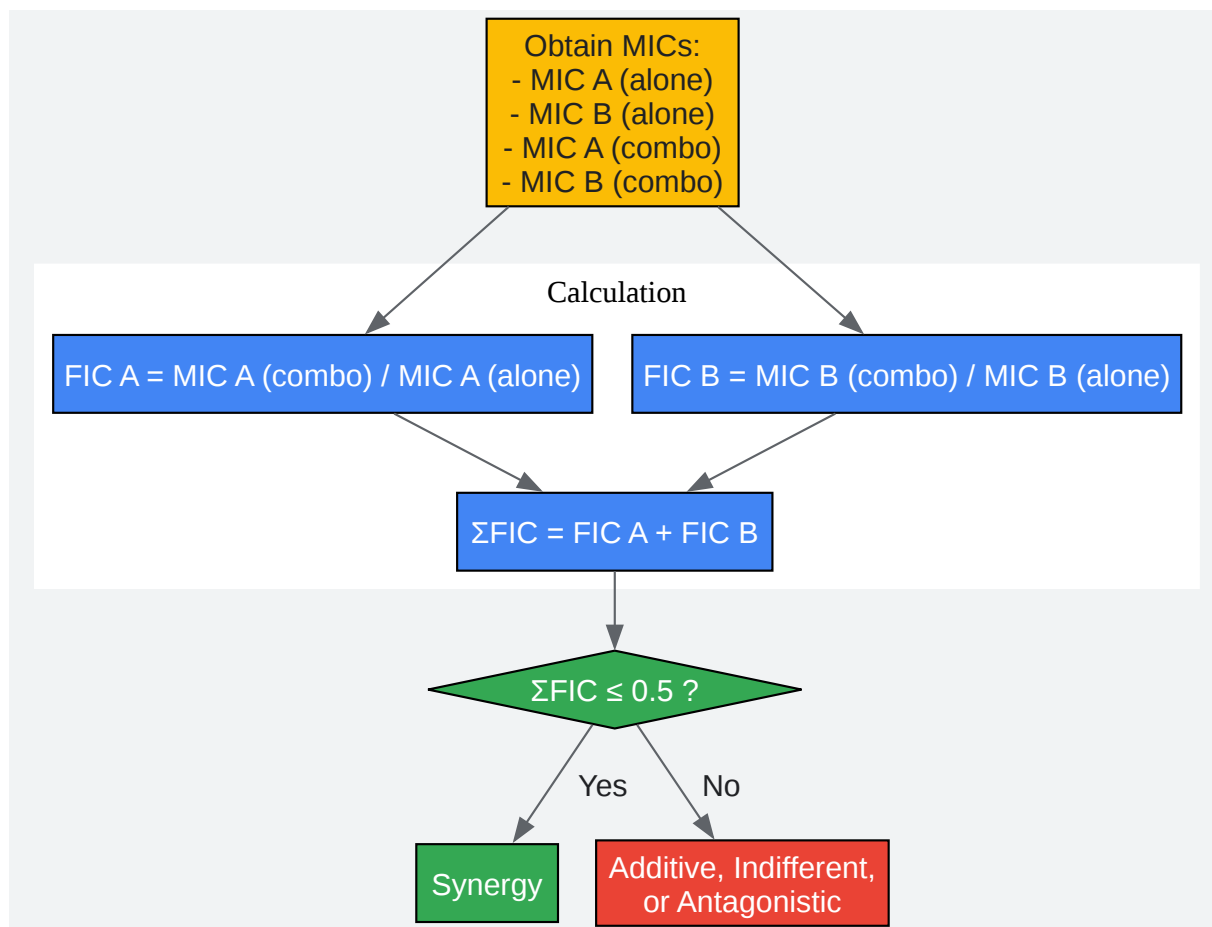 Obtain MICs:
- MIC A (alone)
- MIC B (alone)
- MIC A (combo)
- MIC B (combo)
Calculation
FIC A = MIC A (combo) / MIC A (alone)
FIC B = MIC B (combo) / MIC B (alone)
ΣFIC = FIC A + FIC B
ΣFIC ≤ 0.5 ?
Yes
No
Synergy
Additive, Indifferent,
or Antagonistic